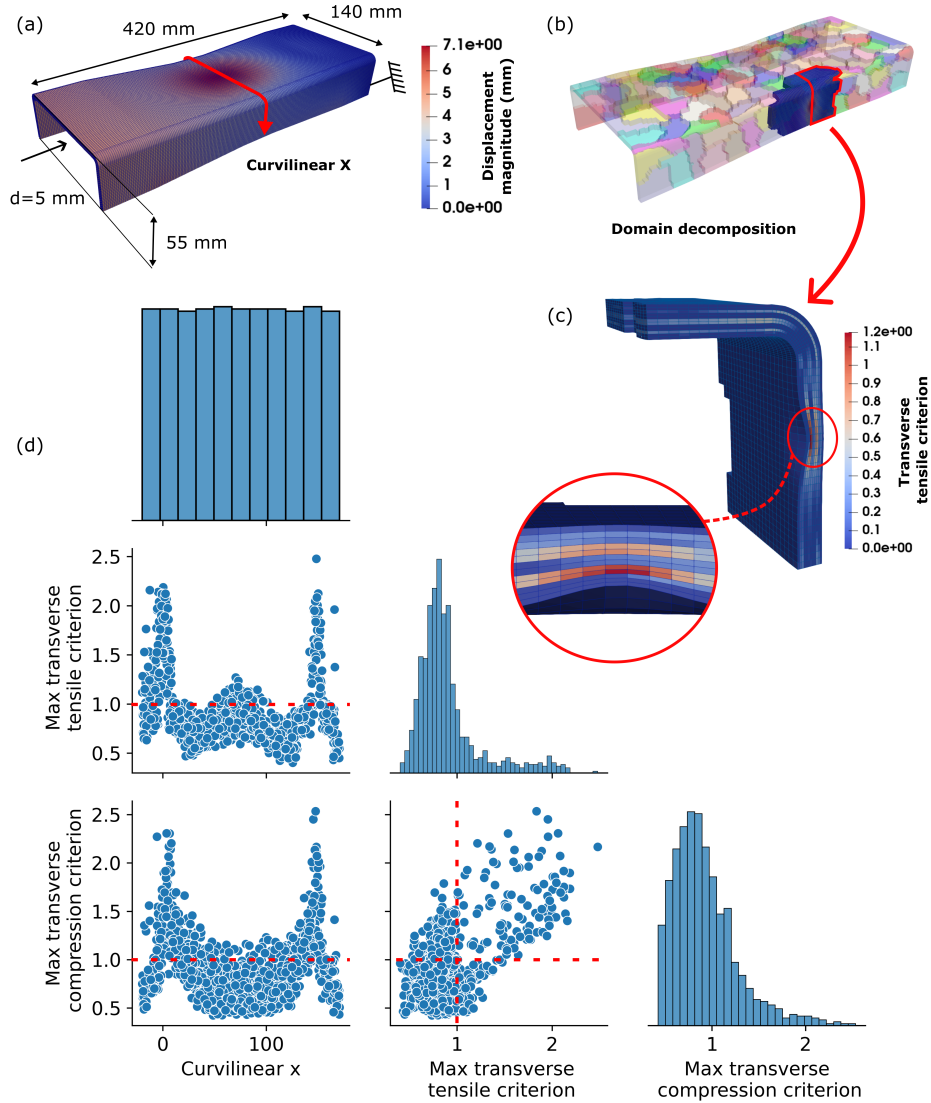 (a)
420 mm
140 mm
7.1e+00
6
5
4
3
2
1
0.0e+00
Displacement
magnitude (mm)
Curvilinear X
d=5 mm
55 mm
(b)
Domain decomposition
(c)
1.2e+00
1.1
1
0.9
0.8
0.7
0.6
0.5
0.4
0.3
0.2
0.1
0.0e+00
Transverse
tensile criterion
(d)
Max transverse
tensile criterion
2.5
2.0
1.5
1.0
0.5
Max transverse
compression criterion
2.5
2.0
1.5
1.0
0.5
0
100
Curvilinear x
1
2
Max transverse
tensile criterion
1
2
Max transverse
compression criterion